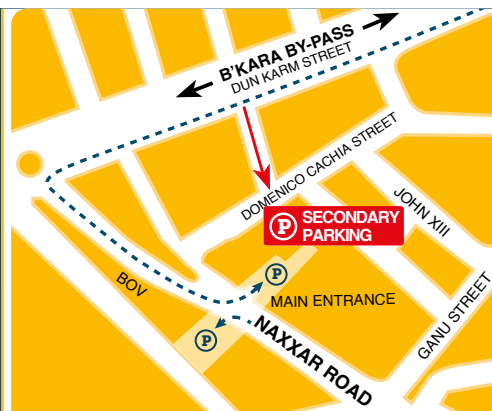 B'KARA BY-PASS
DUN KARM STREET
DOMENICO CACHIA STREET
P SECONDARY
PARKING
JOHN XIII
P
BOV
MAIN ENTRANCE
GANU STREET
P
NAXXAR ROAD